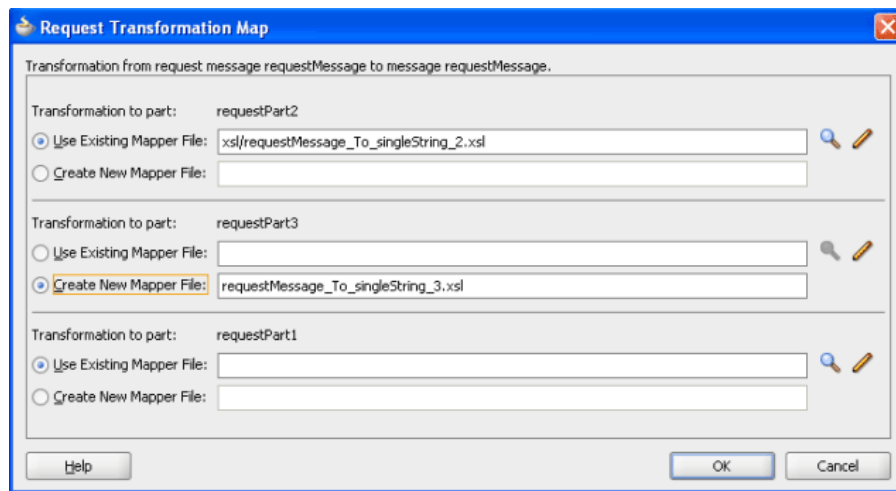 Request Transformation Map
Transformation from request message requestMessage to message requestMessage.
Transformation to part: requestPart2
Use Existing Mapper File: xsl/requestMessage_To_singleString_2.xsl
Create New Mapper File:
Transformation to part: requestPart3
Use Existing Mapper File:
Create New Mapper File: requestMessage_To_singleString_3.xsl
Transformation to part: requestPart1
Use Existing Mapper File:
Create New Mapper File:
Help OK Cancel